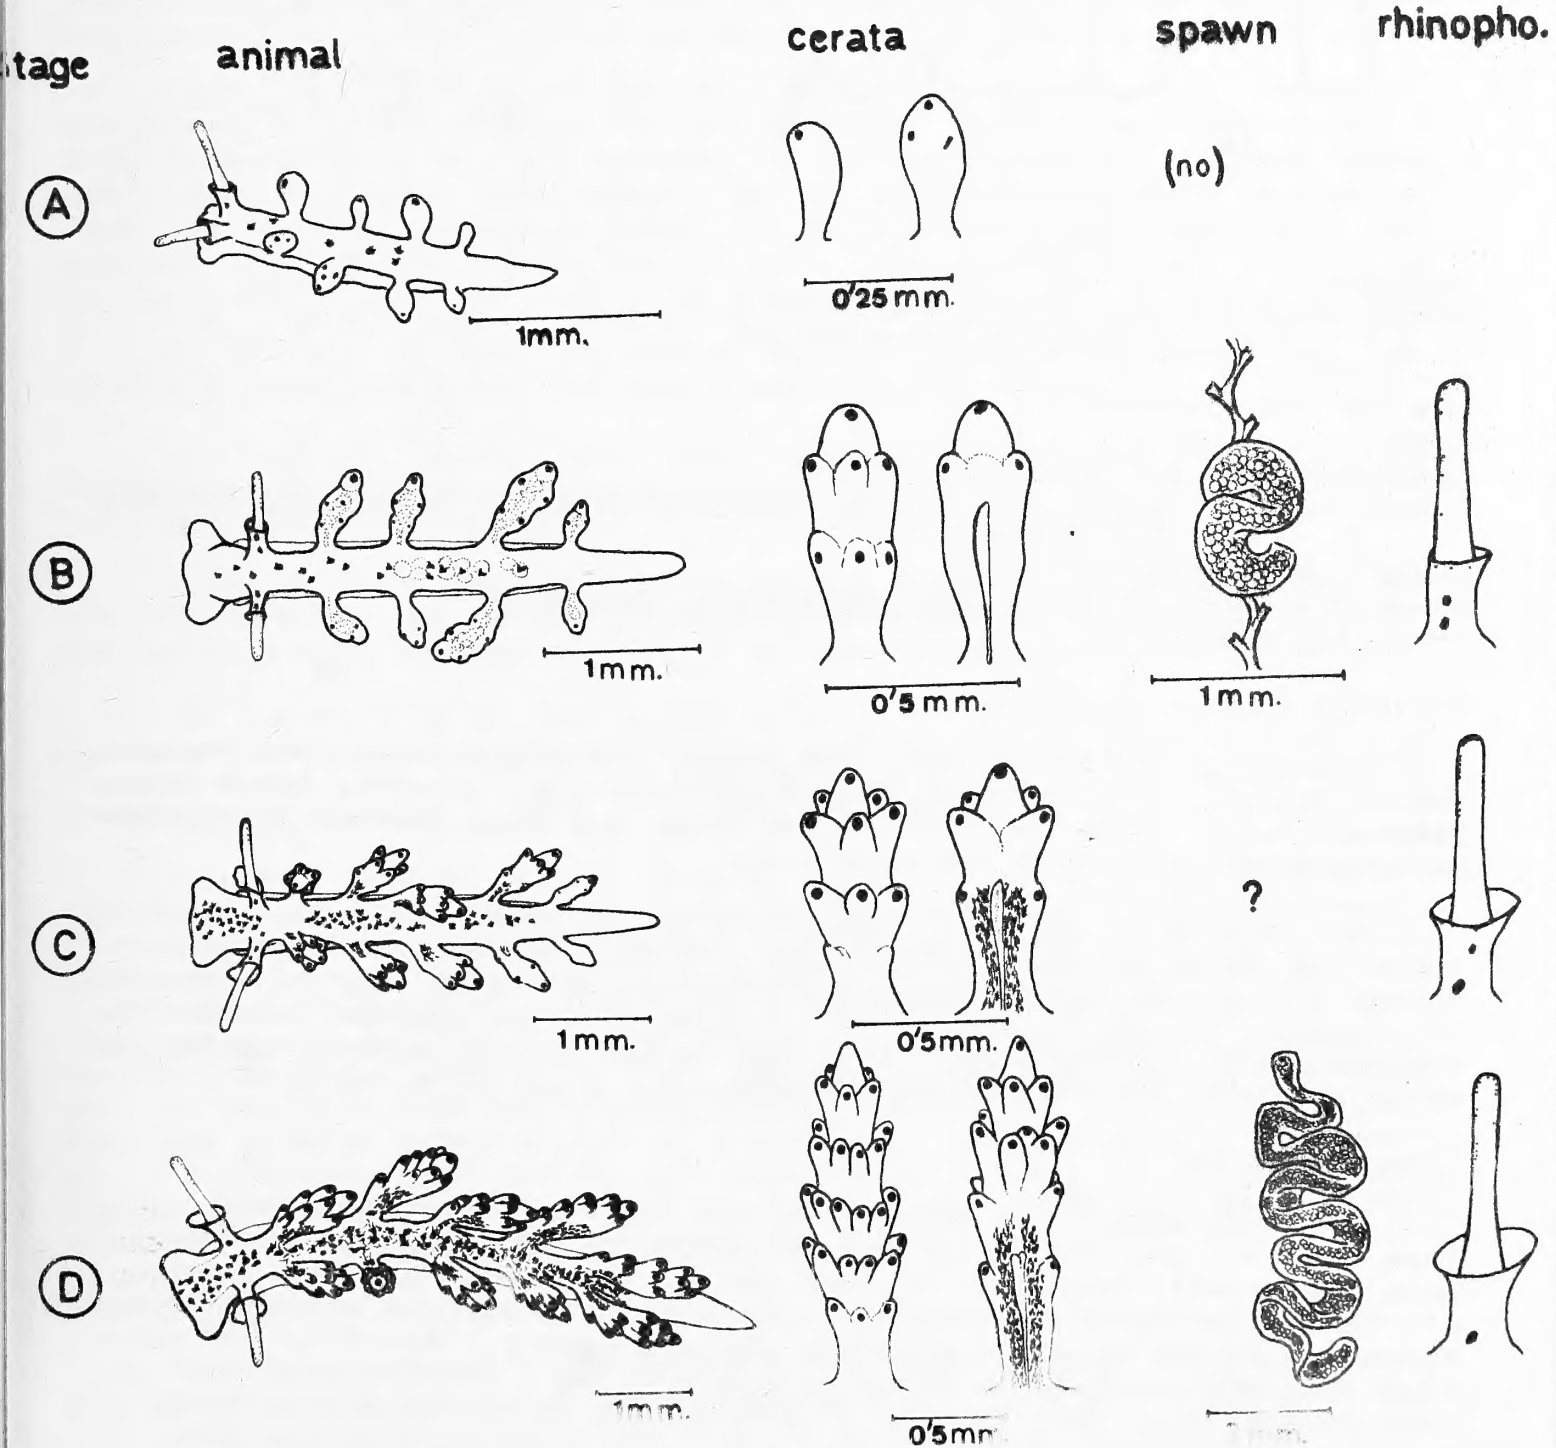 tage animal cerata spawn rhinopho.
A
(no)
0'25 mm.
1mm.
B
1mm.
0'5 mm.
1mm.
C
?
1mm.
0'5mm.
D
1mm.
0'5mm